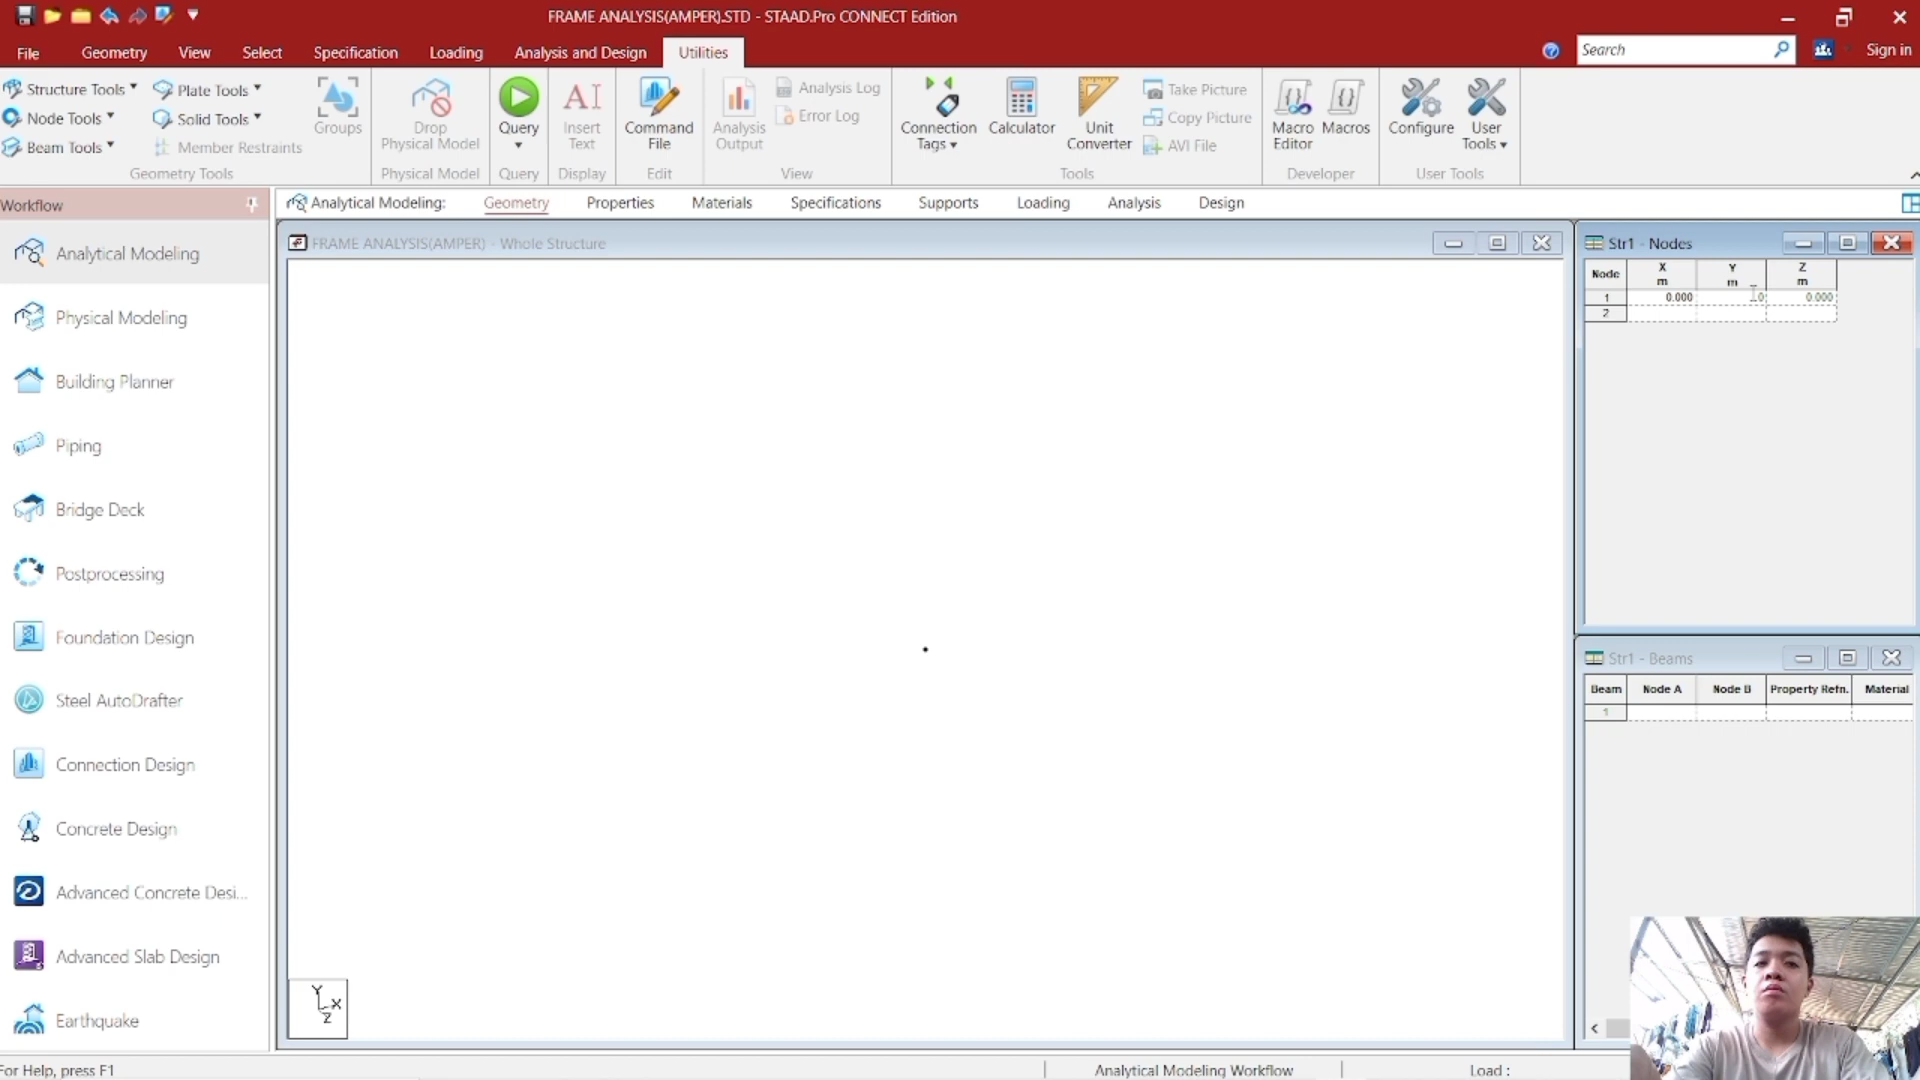 FRAME ANALYSIS(AMPER).STD - STAAD.Pro CONNECT Edition
File Geometry View Select Specification Loading Analysis and Design Utilities Search Sign in
Structure Tools Plate Tools
Node Tools Solid Tools
Beam Tools Member Restraints
Geometry Tools
Groups
Drop
Physical Model
Physical Model
Query
Query
Insert
Text
Display
Command
File
Edit
Analysis
Output
Analysis Log
Error Log
View
Connection
Tags
Calculator
Unit
Converter
Take Picture
Copy Picture
AVI File
Tools
Macro
Editor
Macros
Developer
Configure
User
Tools
User Tools
Workflow
Analytical Modeling: Geometry Properties Materials Specifications Supports Loading Analysis Design
Analytical Modeling
Physical Modeling
Building Planner
Piping
Bridge Deck
Postprocessing
Foundation Design
Steel AutoDrafter
Connection Design
Concrete Design
Advanced Concrete Desi...
Advanced Slab Design
Earthquake
FRAME ANALYSIS(AMPER) - Whole Structure
Y
X
Z
Str1 - Nodes
Node X Y Z
m m m
1 0.000 0.000
2
Str1 - Beams
Beam Node A Node B Property Refn. Material
1
For Help, press F1
Analytical Modeling Workflow
Load :